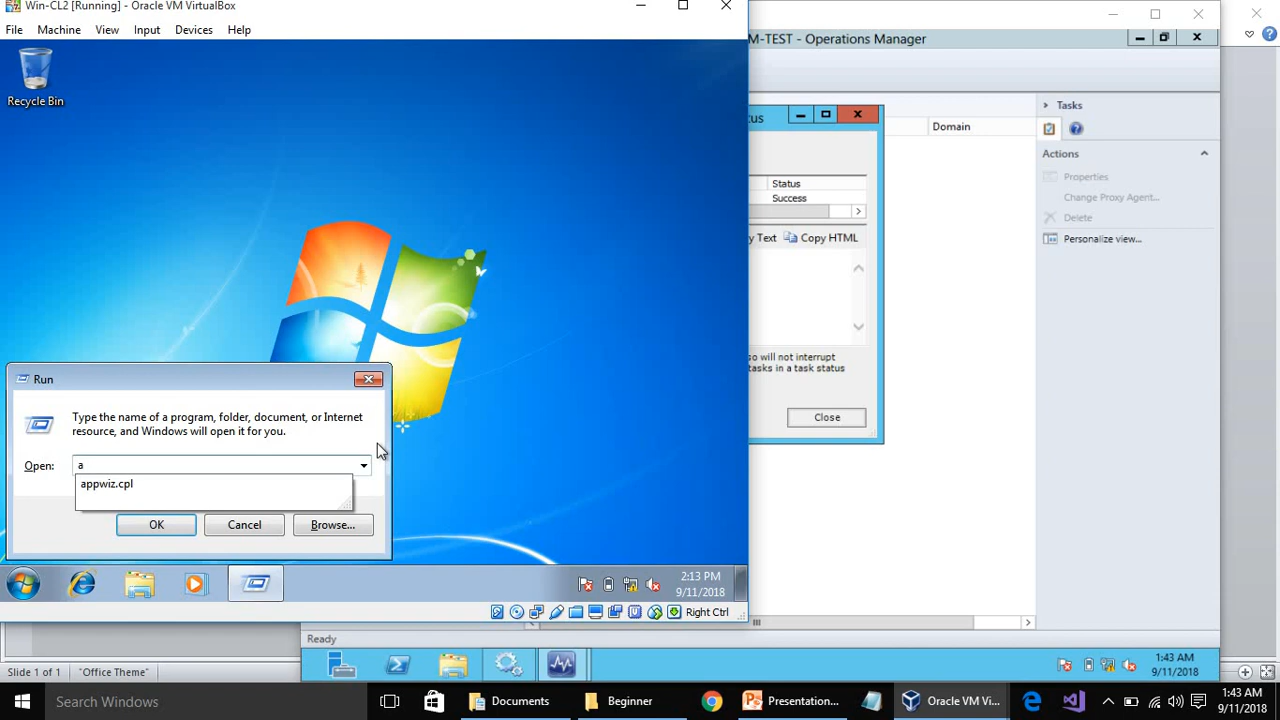 Win-CL2 [Running] - Oracle VM VirtualBox
File Machine View Input Devices Help
Recycle Bin
M-TEST - Operations Manager
Tasks
Domain
Actions
Properties
Change Proxy Agent...
Delete
Personalize view...
Status
Success
Text Copy HTML
so will not interrupt
tasks in a task status
Close
Run
Type the name of a program, folder, document, or Internet
resource, and Windows will open it for you.
Open: a
appwiz.cpl
OK Cancel Browse...
2:13 PM
9/11/2018
Right Ctrl
Ready
Slide 1 of 1 "Office Theme"
1:43 AM
9/11/2018
Search Windows
Documents
Beginner
Presentation...
Oracle VM Vi...
1:43 AM
9/11/2018